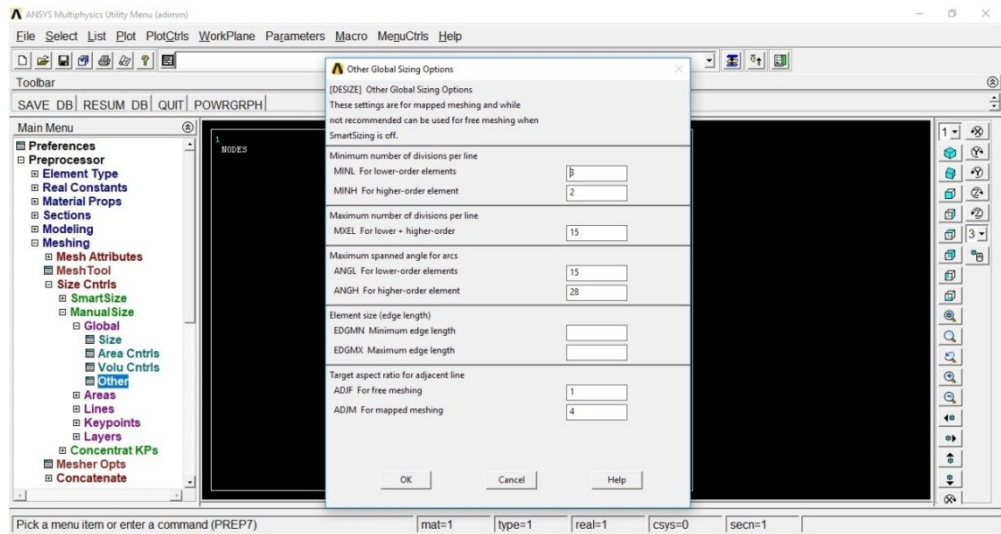 ANSYS Multiphysics Utility Menu (adimm)
File Select List Plot PlotCtrls WorkPlane Parameters Macro MenuCtrls Help
Toolbar
SAVE_DB RESUM_DB QUIT POWRGRPH
Main Menu
Preferences
Preprocessor
Element Type
Real Constants
Material Props
Sections
Modeling
Meshing
Mesh Attributes
MeshTool
Size Cntrls
SmartSize
ManualSize
Global
Size
Area Cntrls
Volu Cntrls
Other
Areas
Lines
Keypoints
Layers
Concentrat KPs
Mesher Opts
Concatenate
1
NODES
Other Global Sizing Options
[DESIZE] Other Global Sizing Options
These settings are for mapped meshing and while
not recommended can be used for free meshing when
SmartSizing is off.
Minimum number of divisions per line
MINL For lower-order elements 3
MINH For higher-order element 2
Maximum number of divisions per line
MXEL For lower + higher-order 15
Maximum spanned angle for arcs
ANGL For lower-order elements 15
ANGH For higher-order element 28
Element size (edge length)
EDGMN Minimum edge length
EDGMX Maximum edge length
Target aspect ratio for adjacent line
ADJF For free meshing 1
ADJM For mapped meshing 4
OK Cancel Help
1
3
Pick a menu item or enter a command (PREP7) mat=1 type=1 real=1 csys=0 secn=1